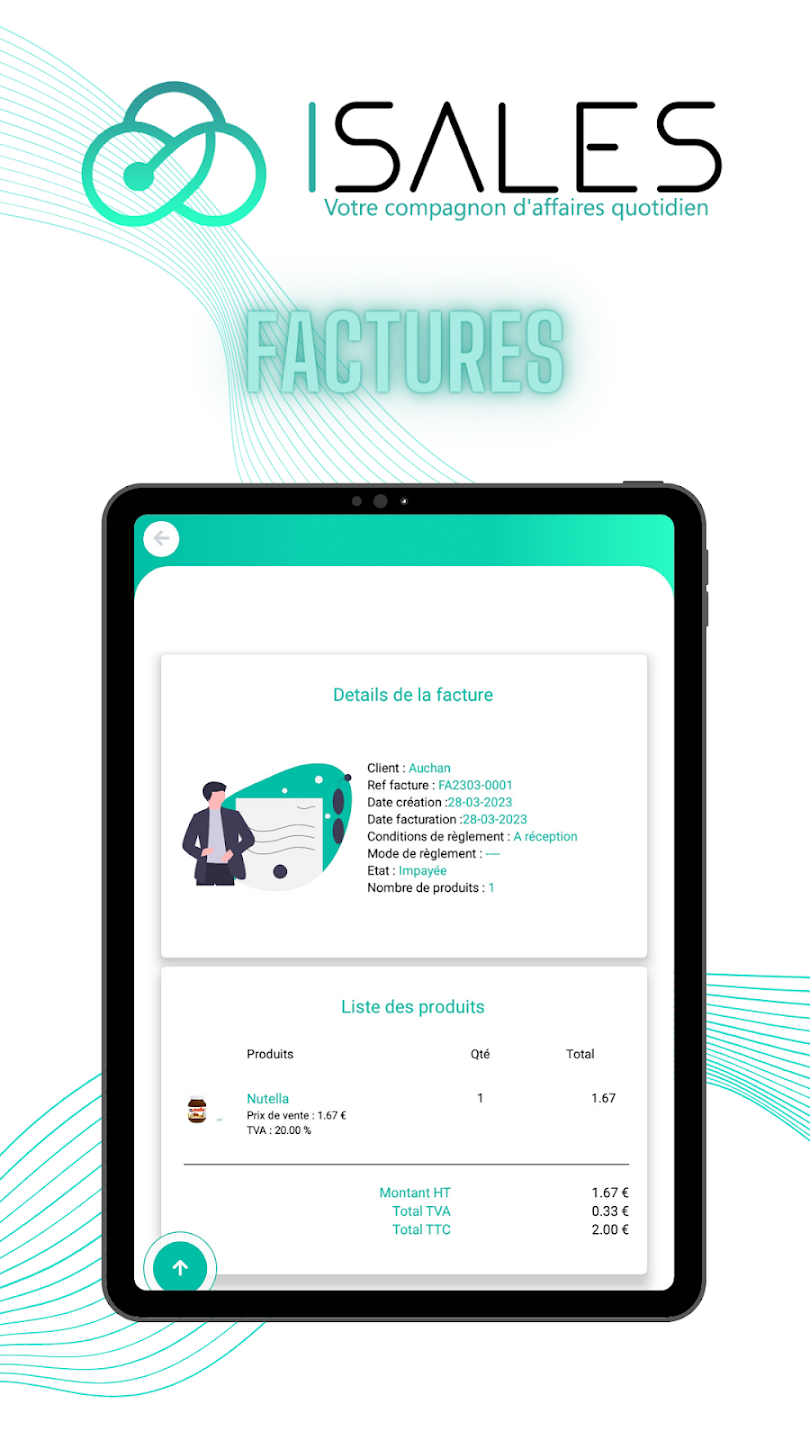 ISALES
Votre compagnon d'affaires quotidien
FACTURES
Details de la facture
Client : Auchan
Ref facture : FA2303-0001
Date création :28-03-2023
Date facturation :28-03-2023
Conditions de règlement : A réception
Mode de règlement : ----
Etat : Impayée
Nombre de produits : 1
Liste des produits
Produits Qté Total
Nutella 1 1.67
Prix de vente : 1.67 €
TVA : 20.00 %
Montant HT 1.67 €
Total TVA 0.33 €
Total TTC 2.00 €